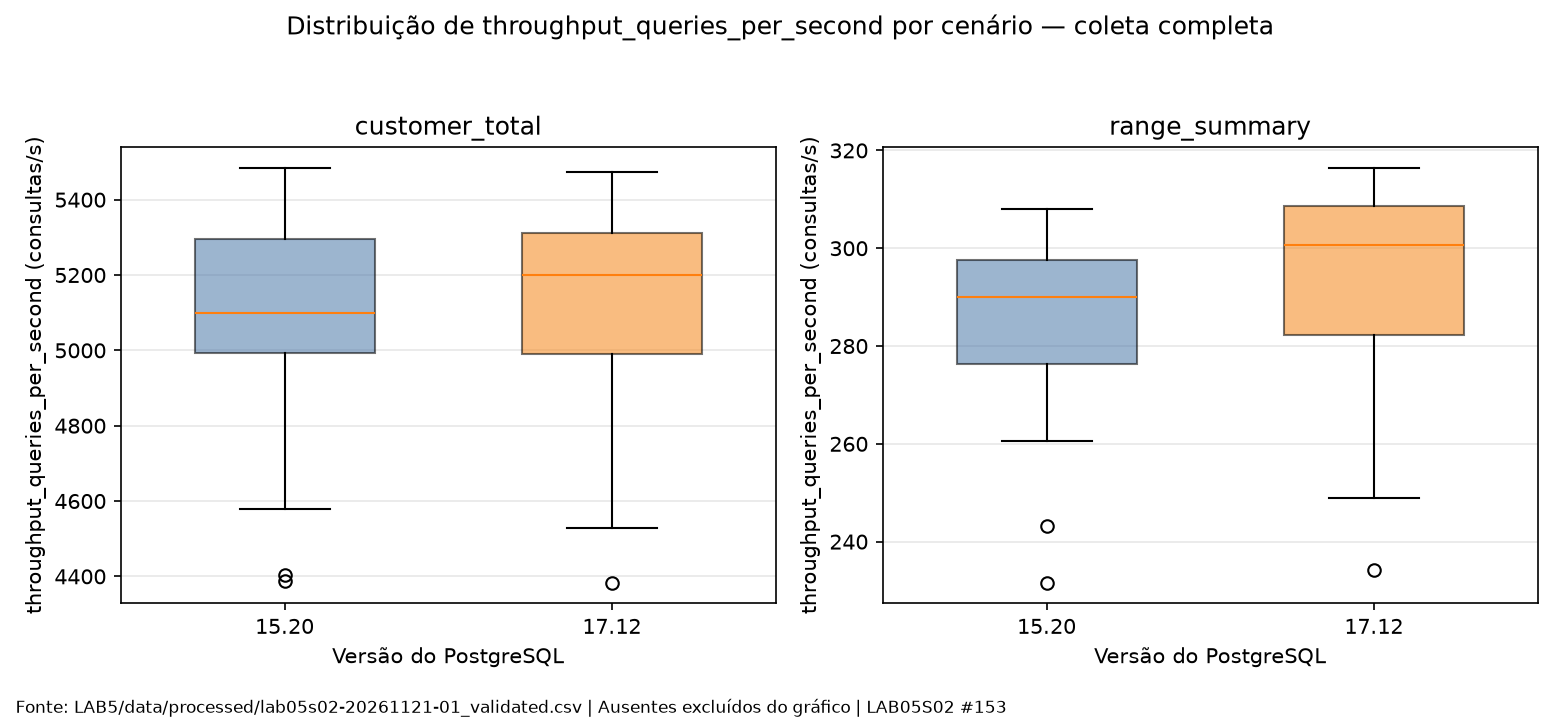 Distribuição de throughput_queries_per_second por cenário — coleta completa
customer_total
throughput_queries_per_second (consultas/s)
5400
5200
5000
4800
4600
4400
15.20
17.12
Versão do PostgreSQL
range_summary
throughput_queries_per_second (consultas/s)
320
300
280
260
240
15.20
17.12
Versão do PostgreSQL
Fonte: LAB5/data/processed/lab05s02-20261121-01_validated.csv | Ausentes excluídos do gráfico | LAB05S02 #153